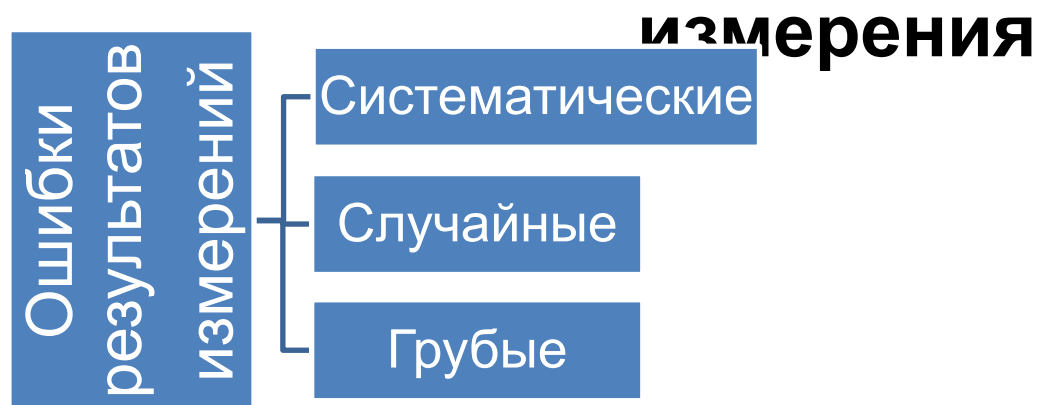 измерения
Ошибки
результатов
измерений
Систематические
Случайные
Грубые